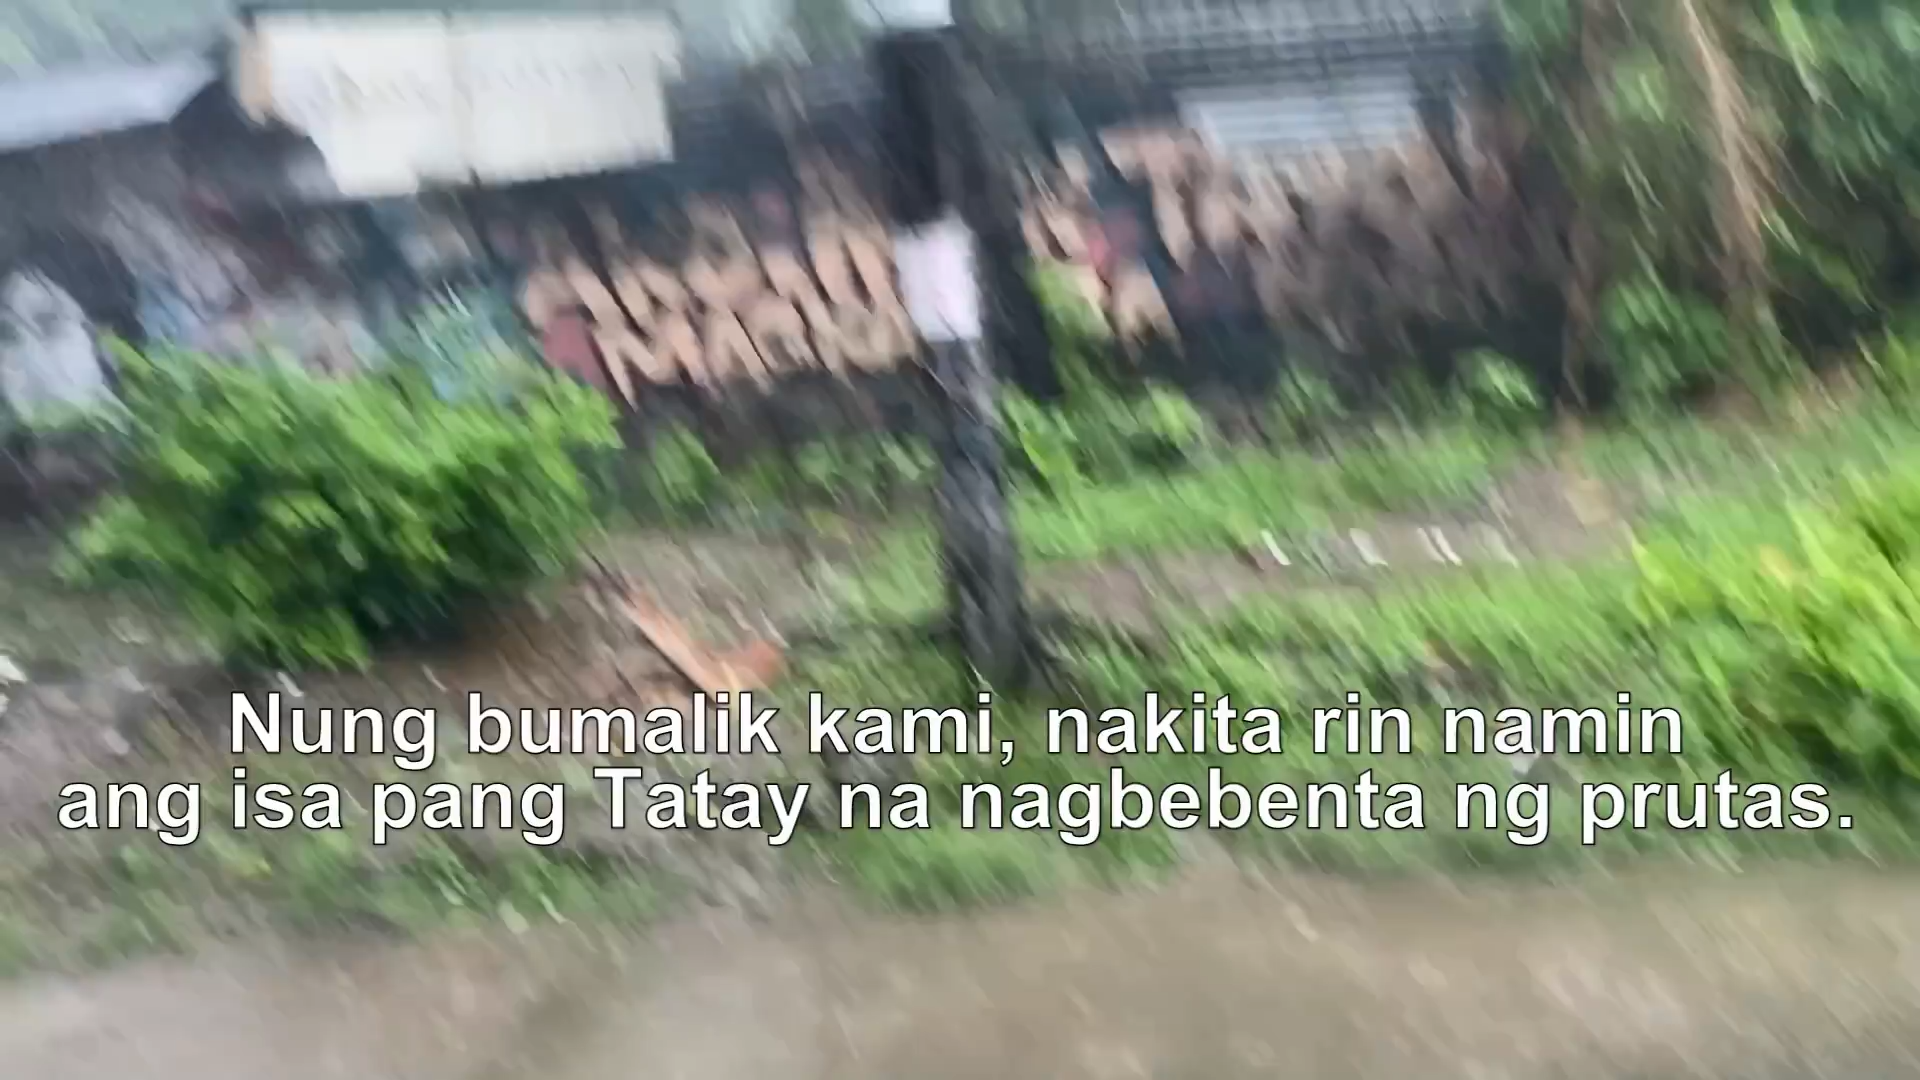 Nung bumalik kami, nakita rin namin
ang isa pang Tatay na nagbebenta ng prutas.